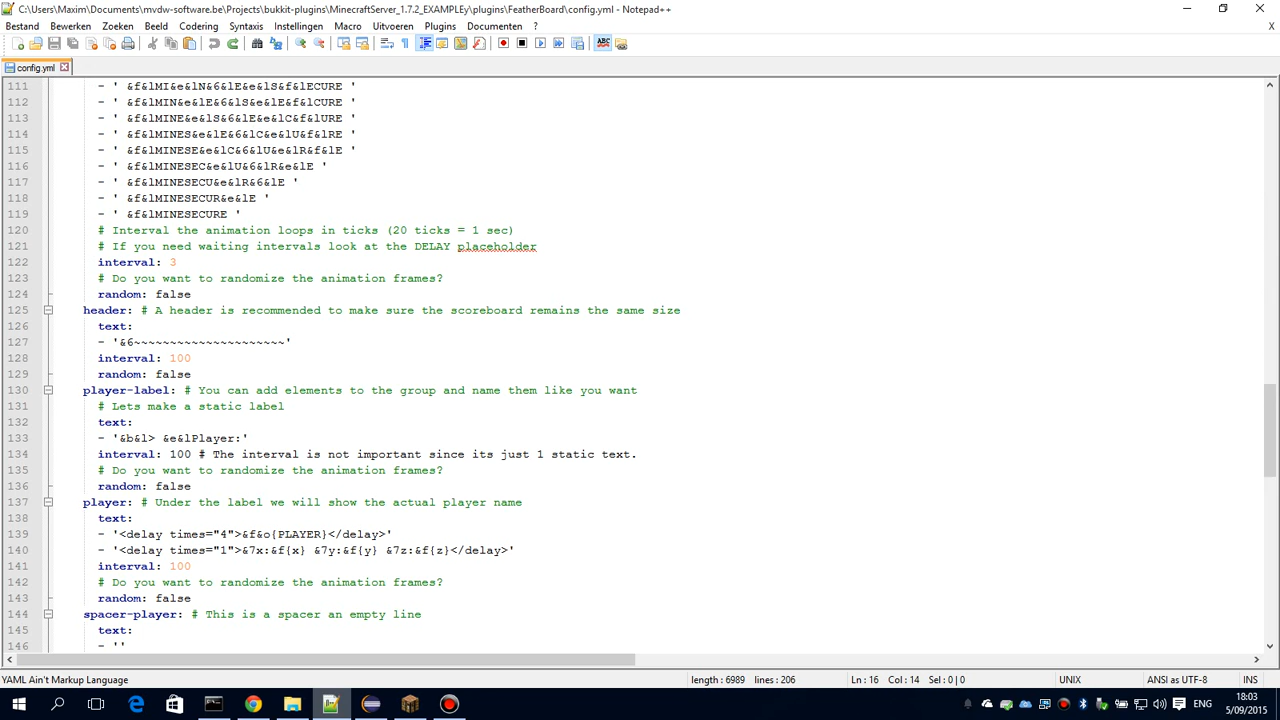 C:\Users\Maxim\Documents\mvdw-software.be\Projects\bukkit-plugins\MinecraftServer_1.7.2_EXAMPLEy\plugins\FeatherBoard\config.yml - Notepad++
Bestand Bewerken Zoeken Beeld Codering Syntaxis Instellingen Macro Uitvoeren Plugins Documenten ?
config.yml
111 - ' &f&lMI&e&lN&6&lE&e&lS&f&lECURE '
112 - ' &f&lMIN&e&lE&6&lS&e&lE&f&lCURE '
113 - ' &f&lMINE&e&lS&6&lE&e&lC&f&lURE '
114 - ' &f&lMINES&e&lE&6&lC&e&lU&f&lRE '
115 - ' &f&lMINESE&e&lC&6&lU&e&lR&f&lE '
116 - ' &f&lMINESEC&e&lU&6&lR&e&lE '
117 - ' &f&lMINESECU&e&lR&6&lE '
118 - ' &f&lMINESECUR&e&lE '
119 - ' &f&lMINESECURE '
120 # Interval the animation loops in ticks (20 ticks = 1 sec)
121 # If you need waiting intervals look at the DELAY placeholder
122 interval: 3
123 # Do you want to randomize the animation frames?
124 random: false
125 header: # A header is recommended to make sure the scoreboard remains the same size
126 text:
127 - '&6~~~~~~~~~~~~~~~~~~~~~'
128 interval: 100
129 random: false
130 player-label: # You can add elements to the group and name them like you want
131 # Lets make a static label
132 text:
133 - '&b&l> &e&lPlayer:'
134 interval: 100 # The interval is not important since its just 1 static text.
135 # Do you want to randomize the animation frames?
136 random: false
137 player: # Under the label we will show the actual player name
138 text:
139 - '<delay times="4">&f&o{PLAYER}</delay>'
140 - '<delay times="1">&7x:&f{x} &7y:&f{y} &7z:&f{z}</delay>'
141 interval: 100
142 # Do you want to randomize the animation frames?
143 random: false
144 spacer-player: # This is a spacer an empty line
145 text:
146 - ''
YAML Ain't Markup Language length : 6989 lines : 206 Ln : 16 Col : 14 Sel : 0 | 0 UNIX ANSI as UTF-8 INS
ENG 18:03
5/09/2015